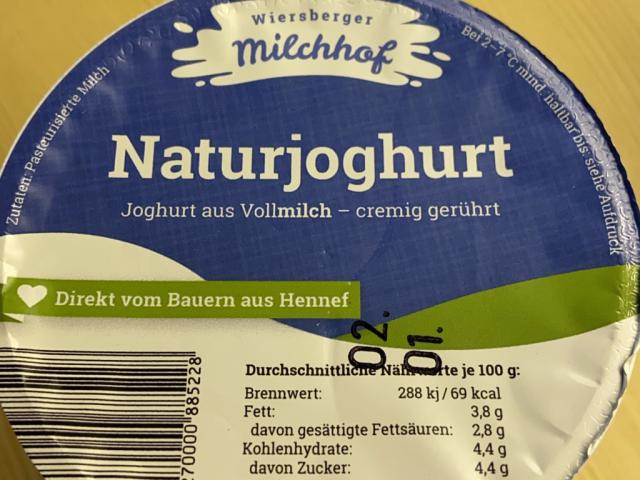 Wiersberger
Milchhof
Zutaten: Pasteurisierte Milch
Bei 2-7°C mind. haltbar bis: siehe Aufdruck
Naturjoghurt
Joghurt aus Vollmilch – cremig gerührt
Direkt vom Bauern aus Hennef
02.
01.
Durchschnittliche Nährwerte je 100 g:
Brennwert: 288 kj / 69 kcal
Fett: 3,8 g
davon gesättigte Fettsäuren: 2,8 g
Kohlenhydrate: 4,4 g
davon Zucker: 4,4 g
270000 885228